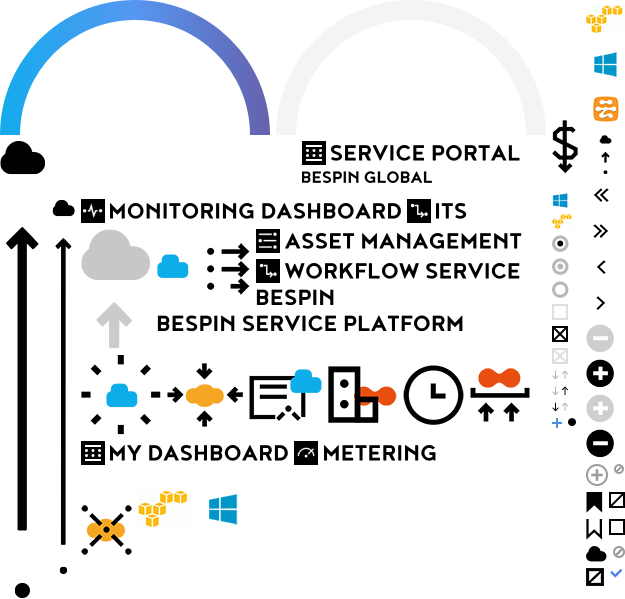 SERVICE PORTAL
BESPIN GLOBAL
MONITORING DASHBOARD ITS
ASSET MANAGEMENT
WORKFLOW SERVICE
BESPIN
BESPIN SERVICE PLATFORM
MY DASHBOARD METERING